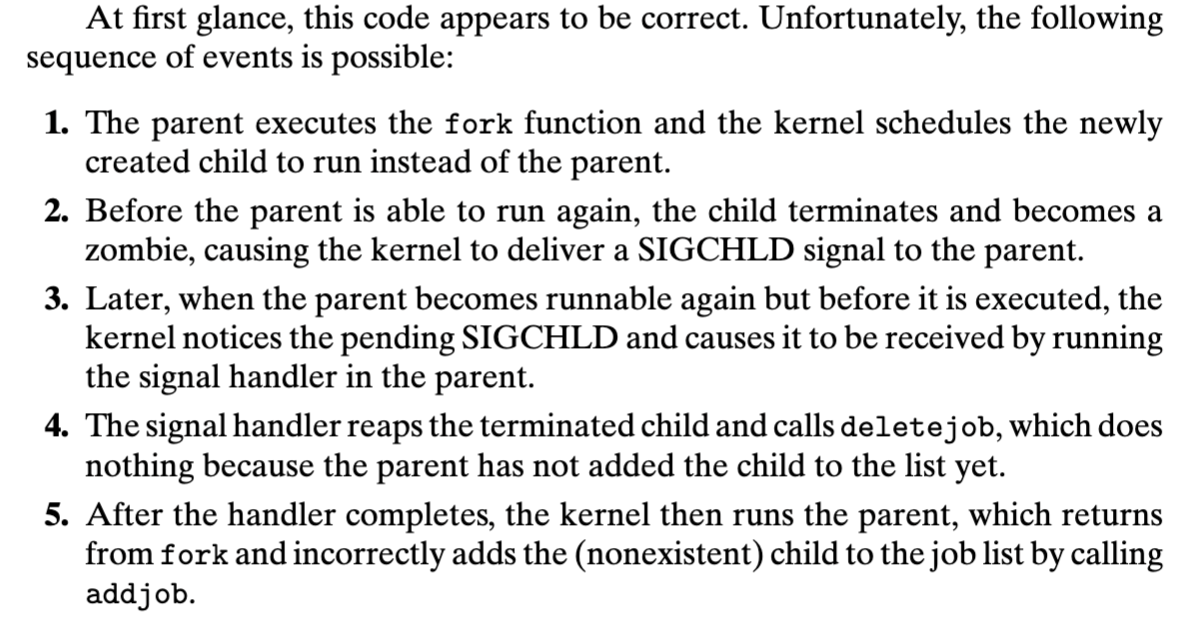 At first glance, this code appears to be correct. Unfortunately, the following
sequence of events is possible:
1. The parent executes the fork function and the kernel schedules the newly
created child to run instead of the parent.
2. Before the parent is able to run again, the child terminates and becomes a
zombie, causing the kernel to deliver a SIGCHLD signal to the parent.
3. Later, when the parent becomes runnable again but before it is executed, the
kernel notices the pending SIGCHLD and causes it to be received by running
the signal handler in the parent.
4. The signal handler reaps the terminated child and calls deletejob, which does
nothing because the parent has not added the child to the list yet.
5. After the handler completes, the kernel then runs the parent, which returns
from fork and incorrectly adds the (nonexistent) child to the job list by calling
addjob.